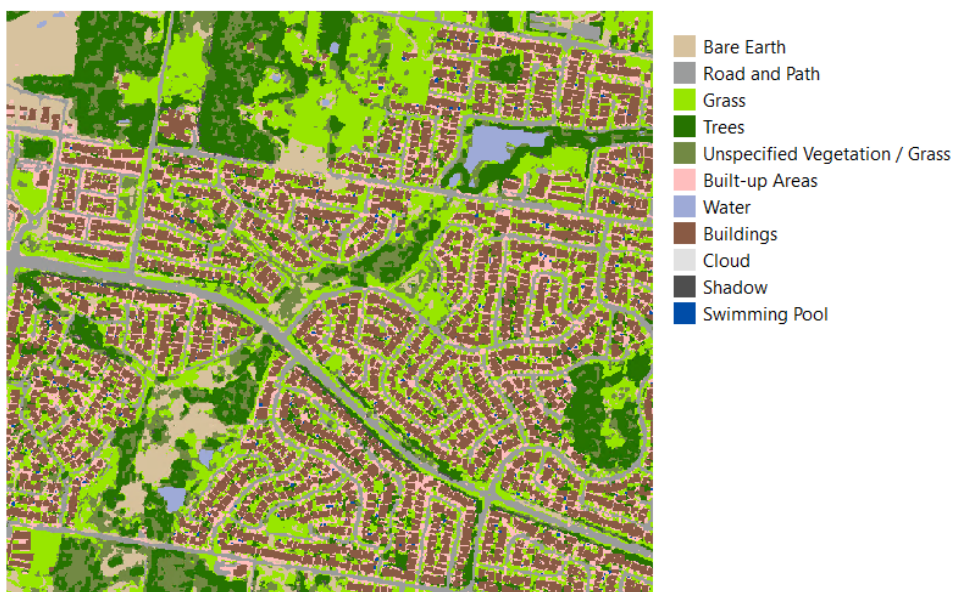 Bare Earth
Road and Path
Grass
Trees
Unspecified Vegetation / Grass
Built-up Areas
Water
Buildings
Cloud
Shadow
Swimming Pool